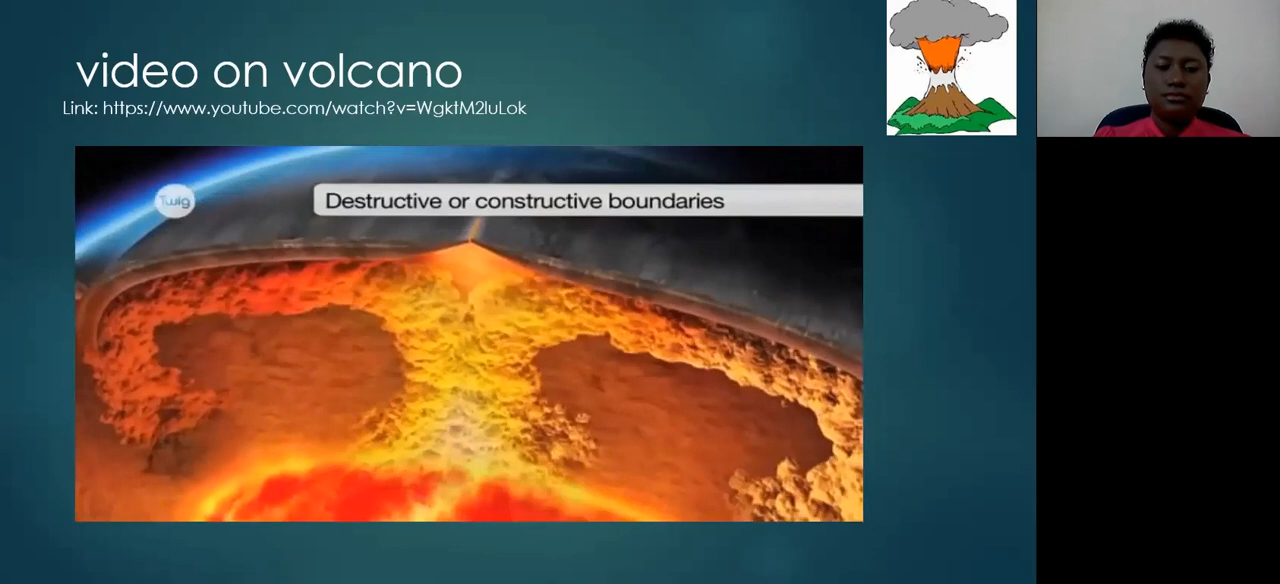 video on volcano
Link: https://www.youtube.com/watch?v=WgktM2luLok
Twig
Destructive or constructive boundaries